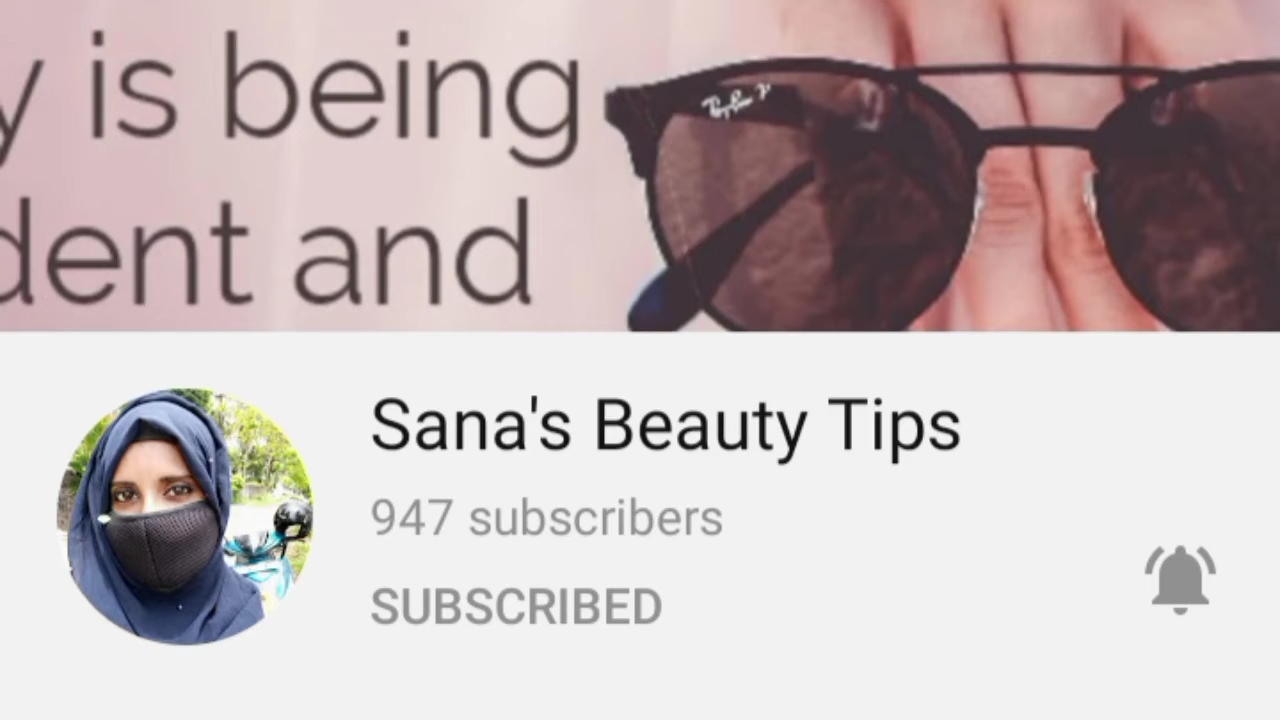 y is being
Ray-Ban
dent and
Sana's Beauty Tips
947 subscribers
SUBSCRIBED